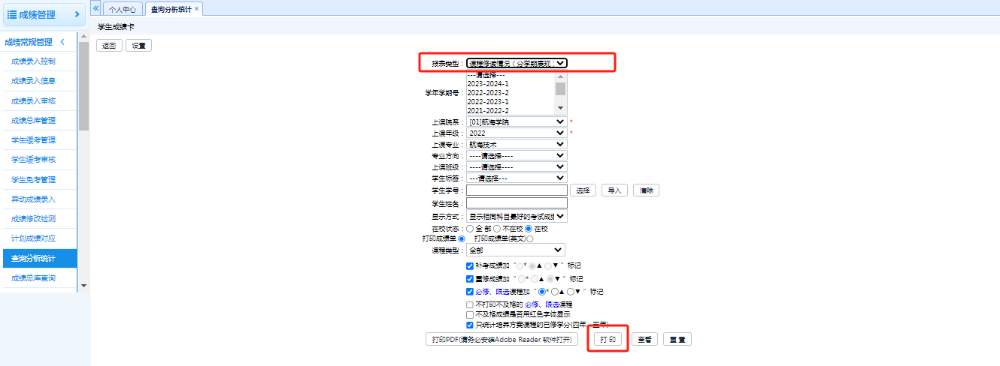 成绩管理
个人中心 查询分析统计
学生成绩卡
返回 设置
成绩常规管理
成绩录入控制
成绩录入信息
成绩录入审核
成绩总库管理
学生缓考管理
学生缓考审核
学生免考管理
异动成绩录入
成绩修改检测
计划成绩对应
查询分析统计
成绩总库查询
报表类型： 课程修读情况（分学期展现）
学年学期号：
---请选择---
2023-2024-1
2022-2023-2
2022-2023-1
2021-2022-2
上课院系： [01]航海学院 *
上课年级： 2022 *
上课专业： 航海技术
专业方向： ----请选择----
上课班级： ----请选择----
学生标签： ---请选择---
学生学号： 选择 导入 清除
学生姓名：
显示方式： 显示相同科目最好的考试成绩
在校状态： 全 部 不在校 在校
打印成绩单 打印成绩单(英文)
课程类型： 全部
补考成绩加 “ * ▲ ▼ ” 标记
重修成绩加 “ * ▲ ▼ ” 标记
必修、限选课程加 “ * ▲ ▼ ” 标记
不打印不及格的 必修、限选课程
不及格成绩是否用红色字体显示
只统计培养方案课程的已修学分(四年、五年)
打印PDF(请务必安装Adobe Reader 软件打开) 打 印 查看 重 置